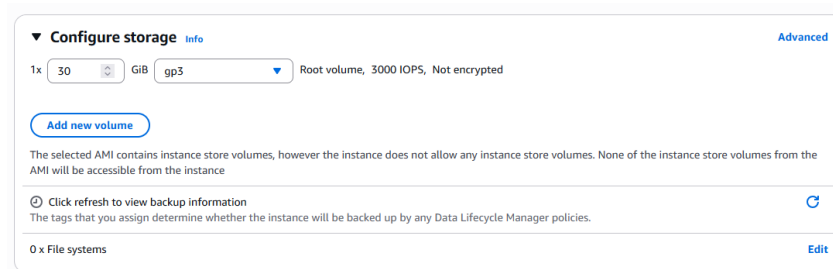 Configure storage Info Advanced
1x 30 GiB gp3 Root volume, 3000 IOPS, Not encrypted
Add new volume
The selected AMI contains instance store volumes, however the instance does not allow any instance store volumes. None of the instance store volumes from the
AMI will be accessible from the instance
Click refresh to view backup information
The tags that you assign determine whether the instance will be backed up by any Data Lifecycle Manager policies.
0 x File systems Edit